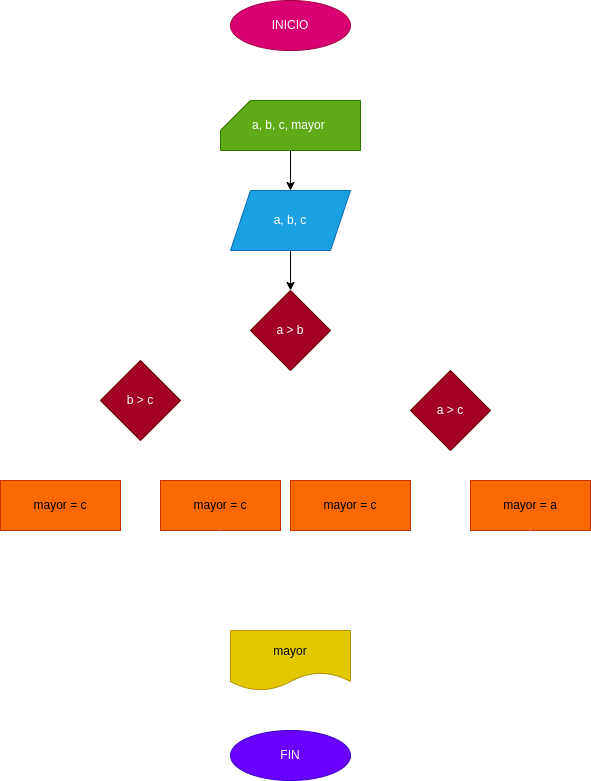 INICIO
a, b, c, mayor
a, b, c
a > b
b > c
a > c
mayor = c
mayor = c
mayor = c
mayor = a
mayor
FIN